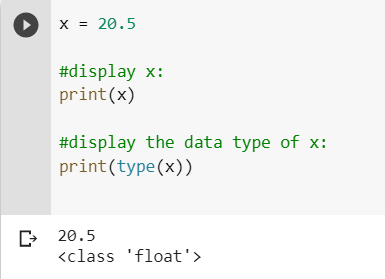 x = 20.5
#display x:
print(x)
#display the data type of x:
print(type(x))
20.5
<class 'float'>